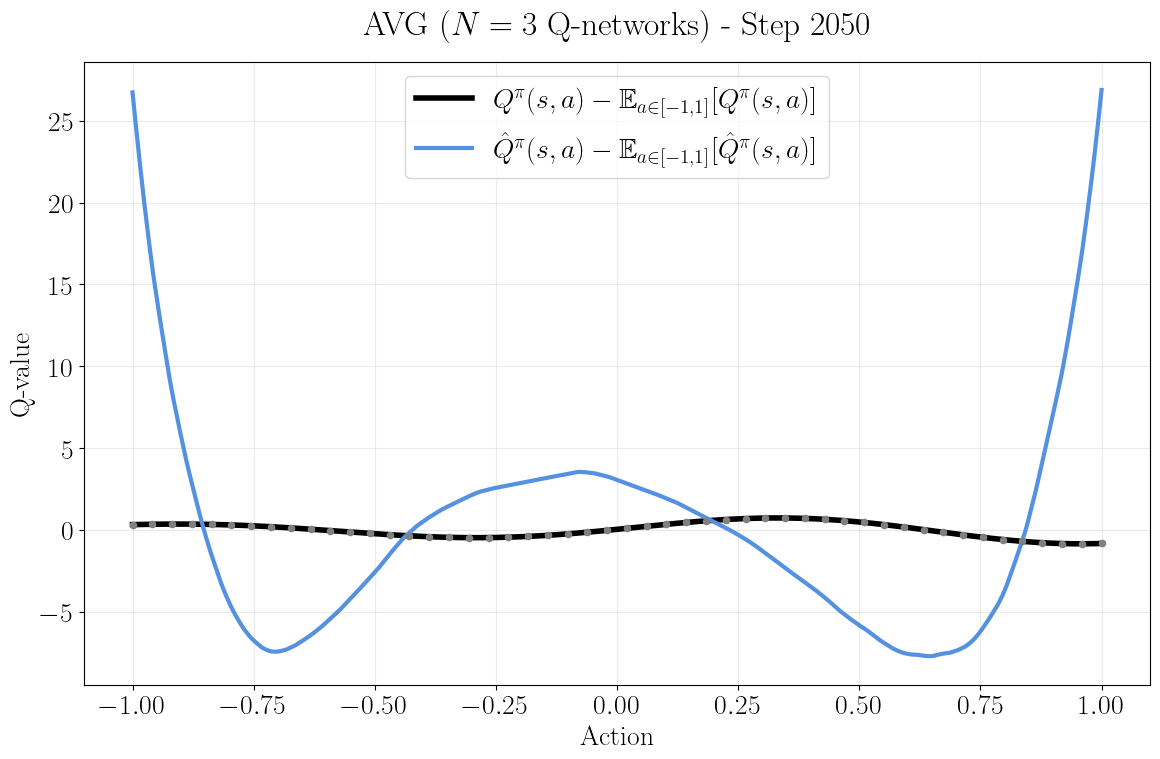 AVG (N = 3 Q-networks) - Step 2050
Q^π(s, a) − 𝔼_{a∈[−1,1]}[Q^π(s, a)]
Q̂^π(s, a) − 𝔼_{a∈[−1,1]}[Q̂^π(s, a)]
Q-value
25
20
15
10
5
0
−5
−1.00 −0.75 −0.50 −0.25 0.00 0.25 0.50 0.75 1.00
Action